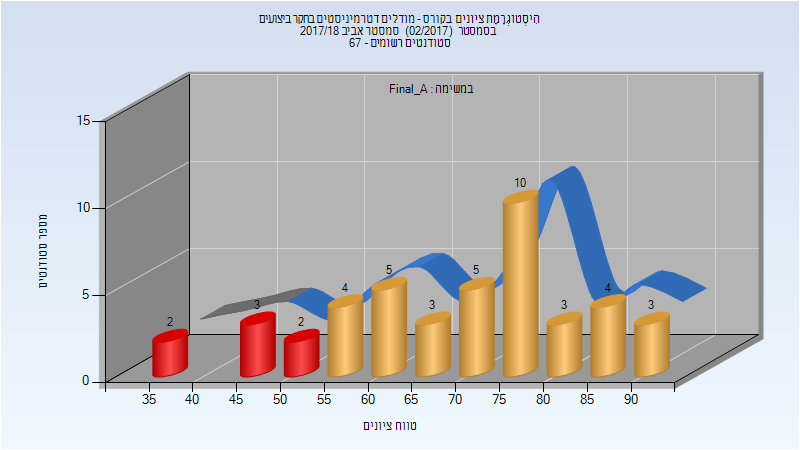 היסטוגרמת ציונים בקורס - מודלים דטרמיניסטים בחקר ביצועים
בסמסטר (02/2017) סמסטר אביב 2017/18
סטודנטים רשומים - 67
במשימה : Final_A
מספר סטודנטים
15
10
5
0
2
3
2
4
5
3
5
10
3
4
3
35 40 45 50 55 60 65 70 75 80 85 90
טווח ציונים